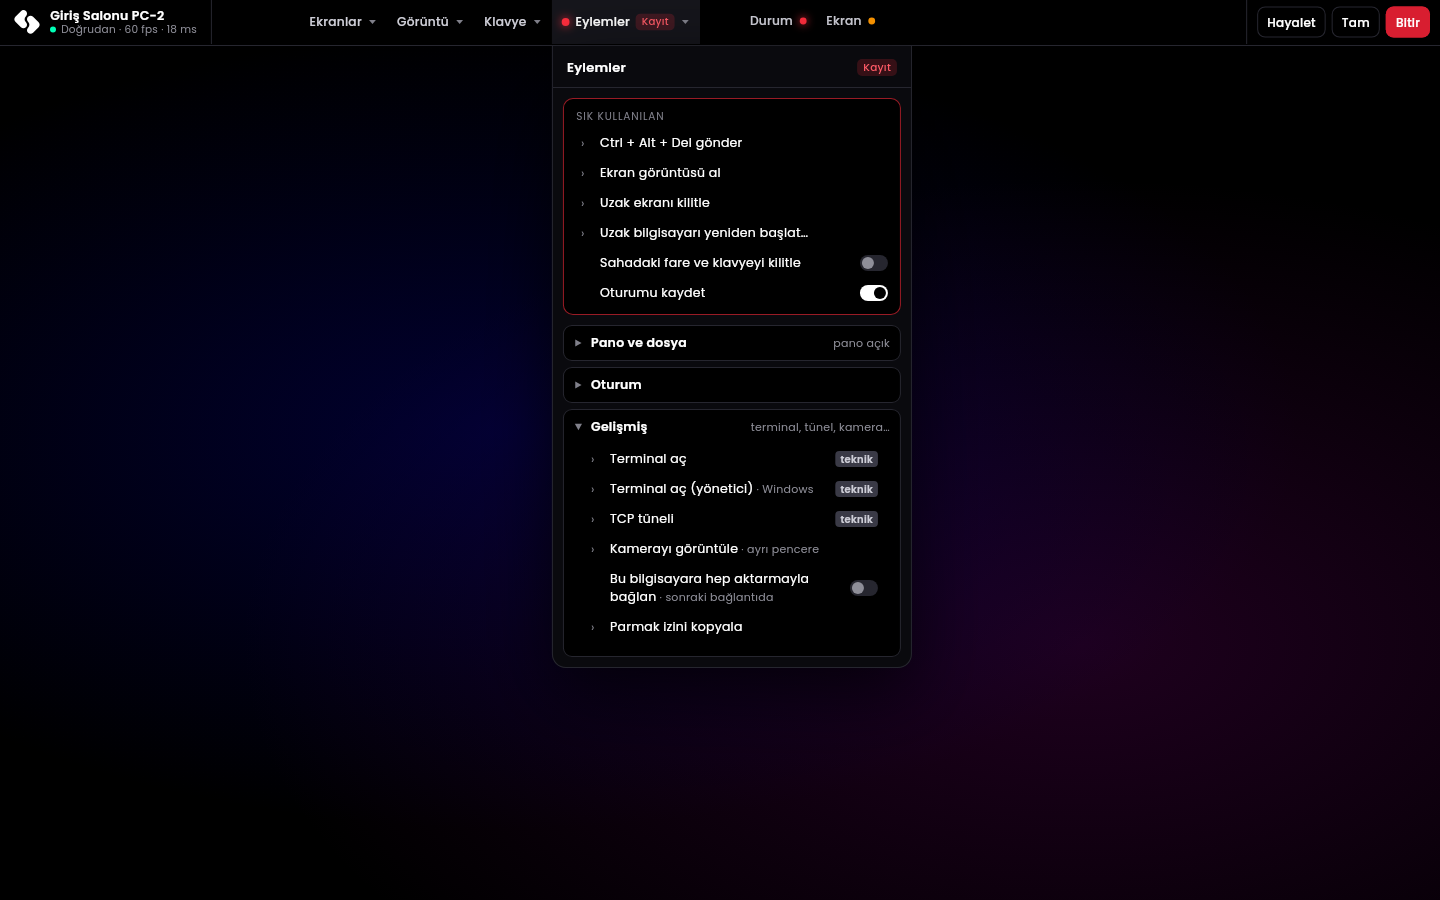 Giriş Salonu PC-2
Doğrudan · 60 fps · 18 ms
Ekranlar
Görüntü
Klavye
Eylemler
Kayıt
Durum
Ekran
Hayalet
Tam
Bitir
Eylemler
Kayıt
SIK KULLANILAN
Ctrl + Alt + Del gönder
Ekran görüntüsü al
Uzak ekranı kilitle
Uzak bilgisayarı yeniden başlat…
Sahadaki fare ve klavyeyi kilitle
Oturumu kaydet
Pano ve dosya
pano açık
Oturum
Gelişmiş
terminal, tünel, kamera…
Terminal aç
teknik
Terminal aç (yönetici) · Windows
teknik
TCP tüneli
teknik
Kamerayı görüntüle · ayrı pencere
Bu bilgisayara hep aktarmayla
bağlan · sonraki bağlantıda
Parmak izini kopyala